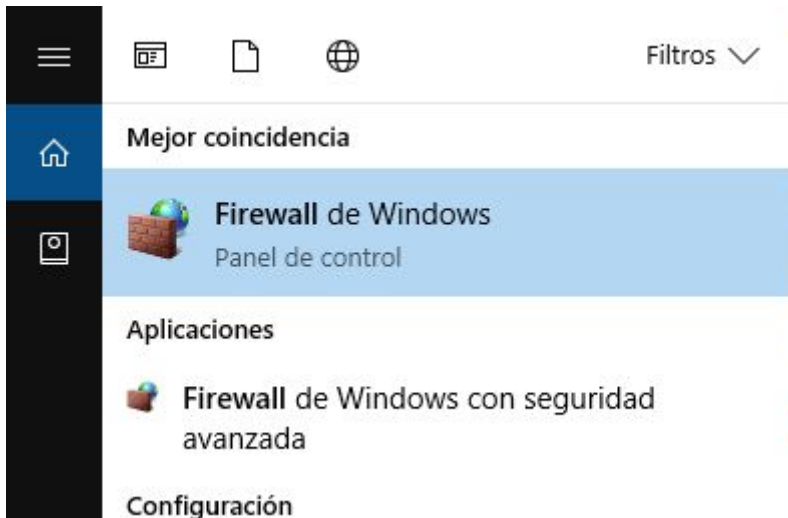 Filtros
Mejor coincidencia
Firewall de Windows
Panel de control
Aplicaciones
Firewall de Windows con seguridad
avanzada
Configuración